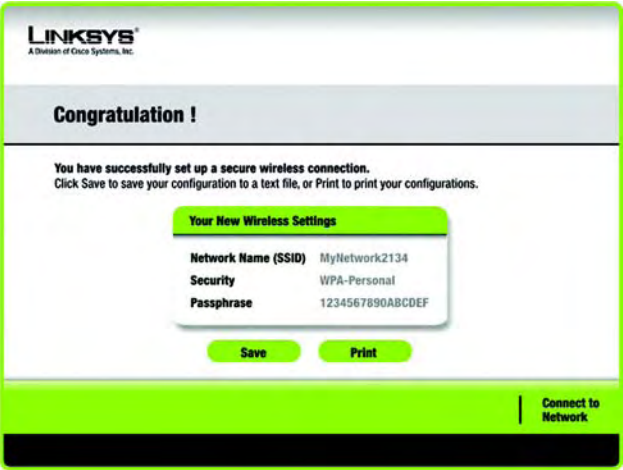 LINKSYS®
A Division of Cisco Systems, Inc.
Congratulation !
You have successfully set up a secure wireless connection.
Click Save to save your configuration to a text file, or Print to print your configurations.
Your New Wireless Settings
Network Name (SSID) MyNetwork2134
Security WPA-Personal
Passphrase 1234567890ABCDEF
Save Print
Connect to
Network